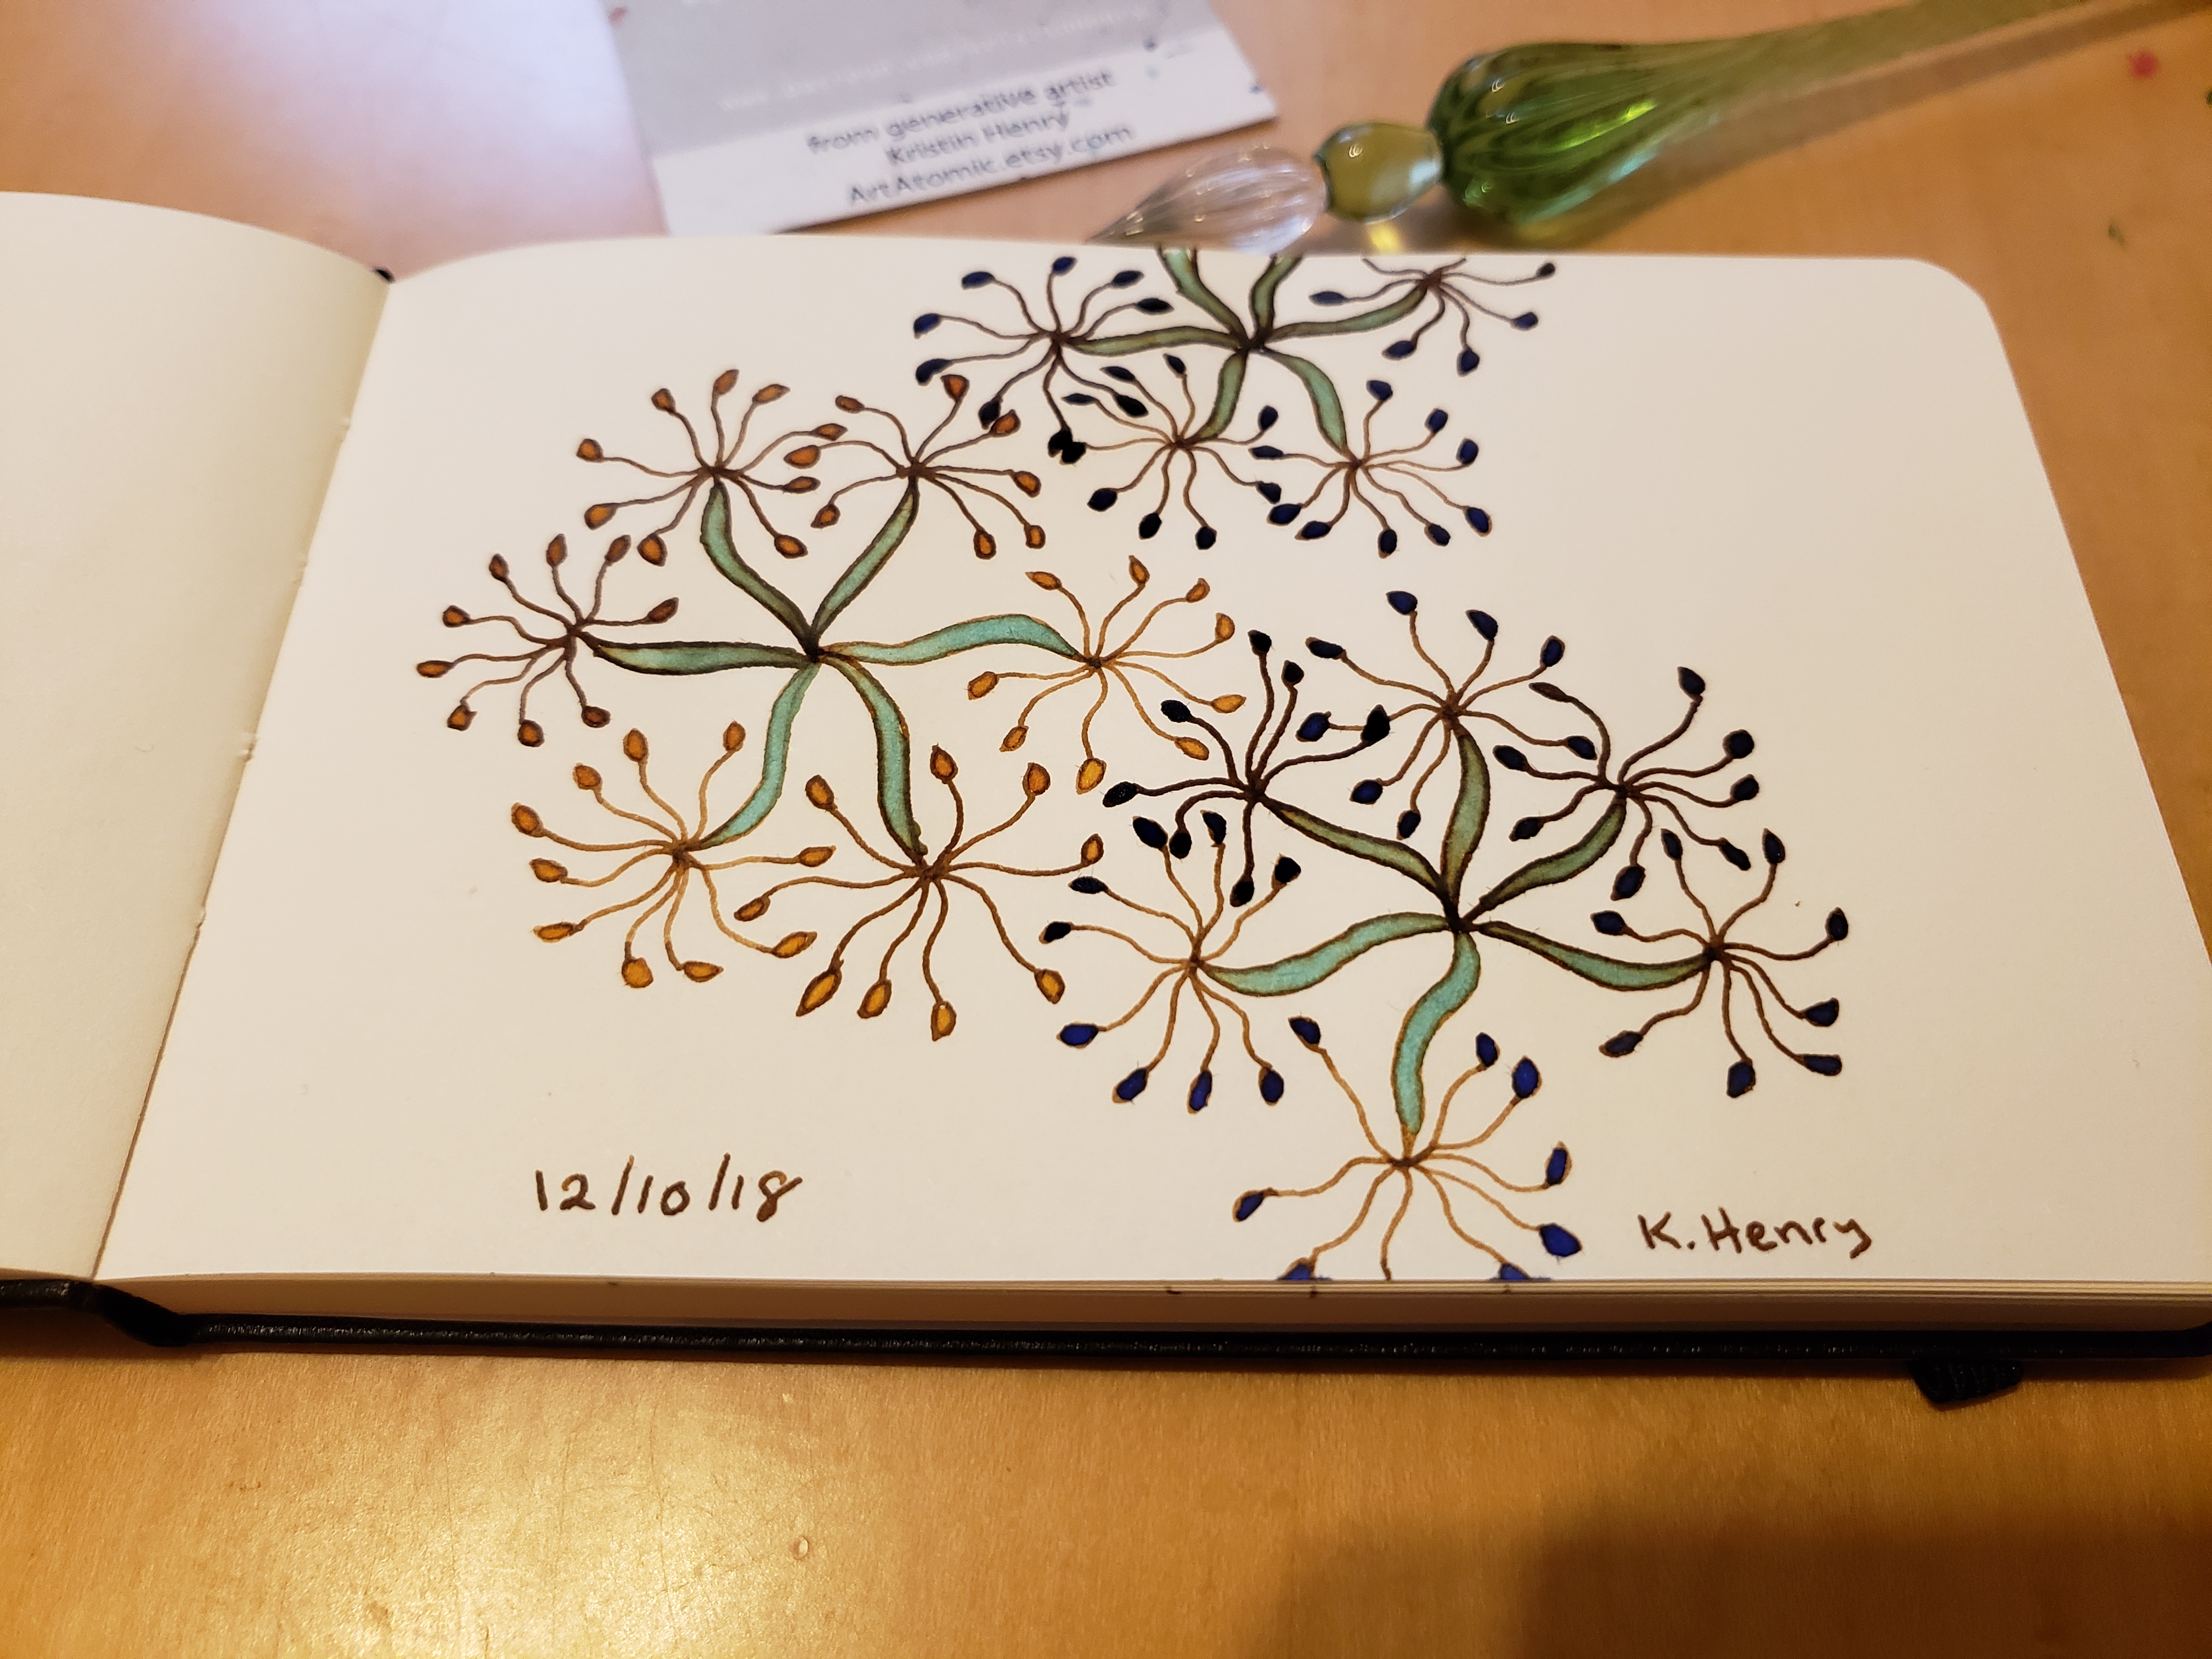 from generative artist
Kristin Henry
ArtAtomic.etsy.com
12/10/18
K. Henry